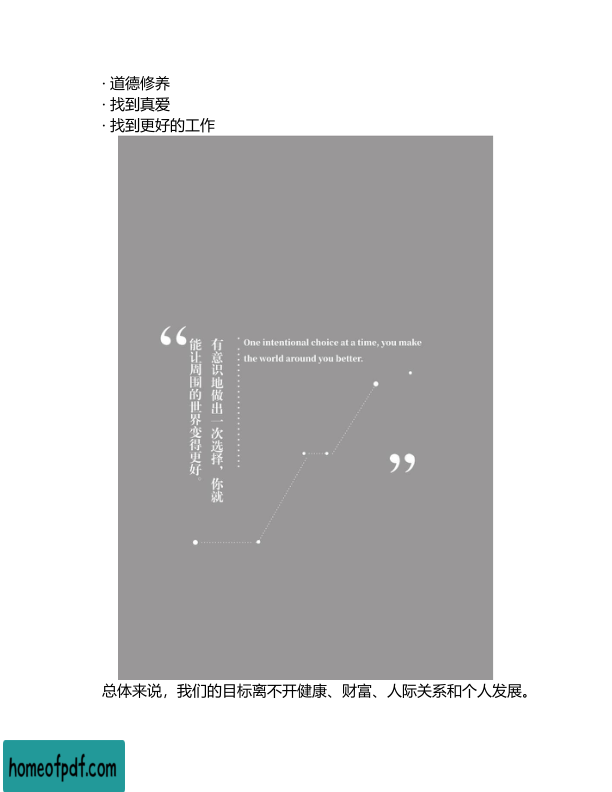 · 道德修养
· 找到真爱
· 找到更好的工作
“
有意识地做出一次选择，你就
能让周围的世界变得更好。
One intentional choice at a time, you make
the world around you better.
”
总体来说，我们的目标离不开健康、财富、人际关系和个人发展。
homeofpdf.com